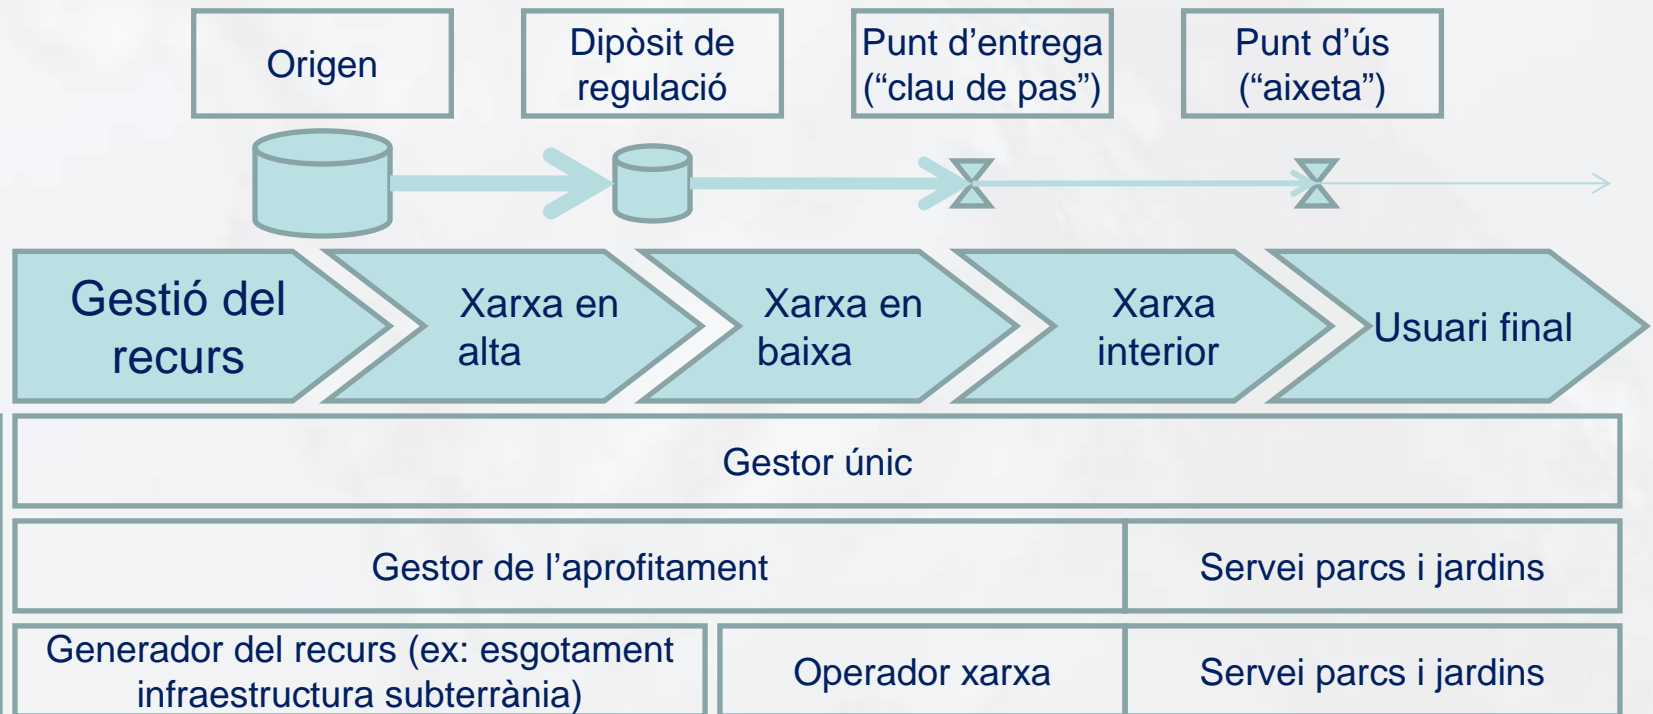 Origen
Dipòsit de
regulació
Punt d’entrega
(“clau de pas”)
Punt d’ús
(“aixeta”)
Gestió del
recurs
Xarxa en
alta
Xarxa en
baixa
Xarxa
interior
Usuari final
Gestor únic
Gestor de l’aprofitament
Servei parcs i jardins
Generador del recurs (ex: esgotament
infraestructura subterrània)
Operador xarxa
Servei parcs i jardins